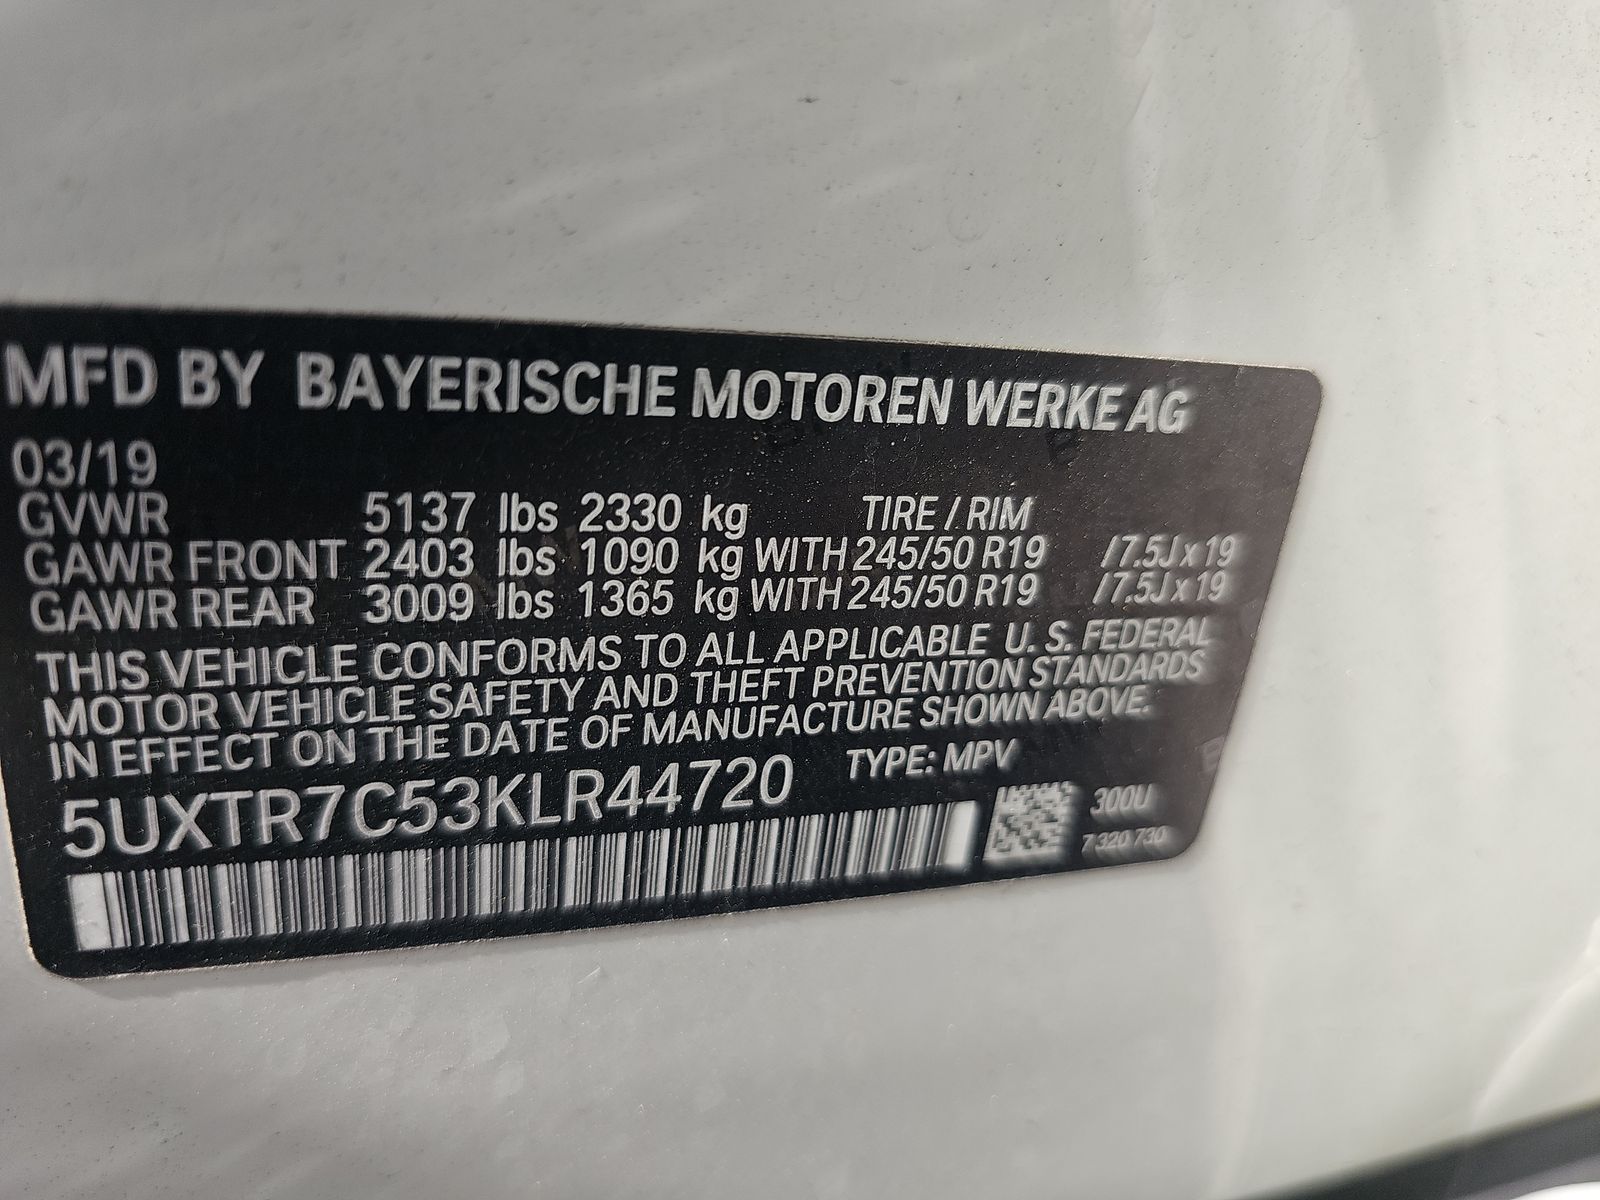 MFD BY BAYERISCHE MOTOREN WERKE AG
03/19
GVWR 5137 lbs 2330 kg TIRE / RIM
GAWR FRONT 2403 lbs 1090 kg WITH 245/50 R19 / 7.5J x 19
GAWR REAR 3009 lbs 1365 kg WITH 245/50 R19 / 7.5J x 19
THIS VEHICLE CONFORMS TO ALL APPLICABLE U. S. FEDERAL
MOTOR VEHICLE SAFETY AND THEFT PREVENTION STANDARDS
IN EFFECT ON THE DATE OF MANUFACTURE SHOWN ABOVE.
5UXTR7C53KLR44720 TYPE: MPV
300U
7 320 730